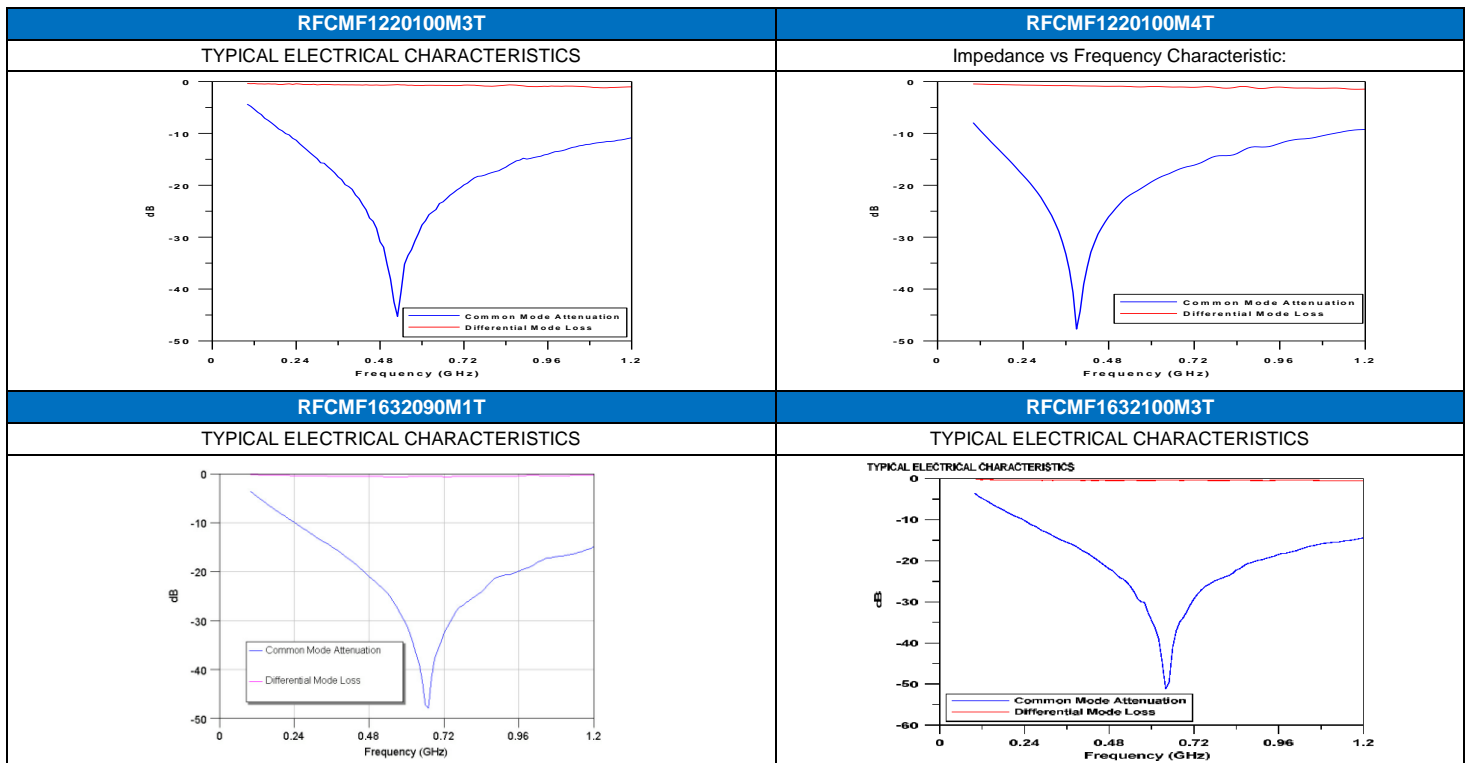 RFCMF1220100M3T
TYPICAL ELECTRICAL CHARACTERISTICS
0
-10
-20
-30
-40
-50
dB
Common Mode Attenuation
Differential Mode Loss
0 0.24 0.48 0.72 0.96 1.2
Frequency (GHz)
RFCMF1220100M4T
Impedance vs Frequency Characteristic:
0
-10
-20
-30
-40
-50
dB
Common Mode Attenuation
Differential Mode Loss
0 0.24 0.48 0.72 0.96 1.2
Frequency (GHz)
RFCMF1632090M1T
TYPICAL ELECTRICAL CHARACTERISTICS
0
-10
-20
-30
-40
-50
dB
Common Mode Attenuation
Differential Mode Loss
0 0.24 0.48 0.72 0.96 1.2
Frequency (GHz)
RFCMF1632100M3T
TYPICAL ELECTRICAL CHARACTERISTICS
TYPICAL ELECTRICAL CHARACTERISTICS
0
-10
-20
-30
-40
-50
-60
dB
Common Mode Attenuation
Differential Mode Loss
0 0.24 0.48 0.72 0.96 1.2
Frequency (GHz)